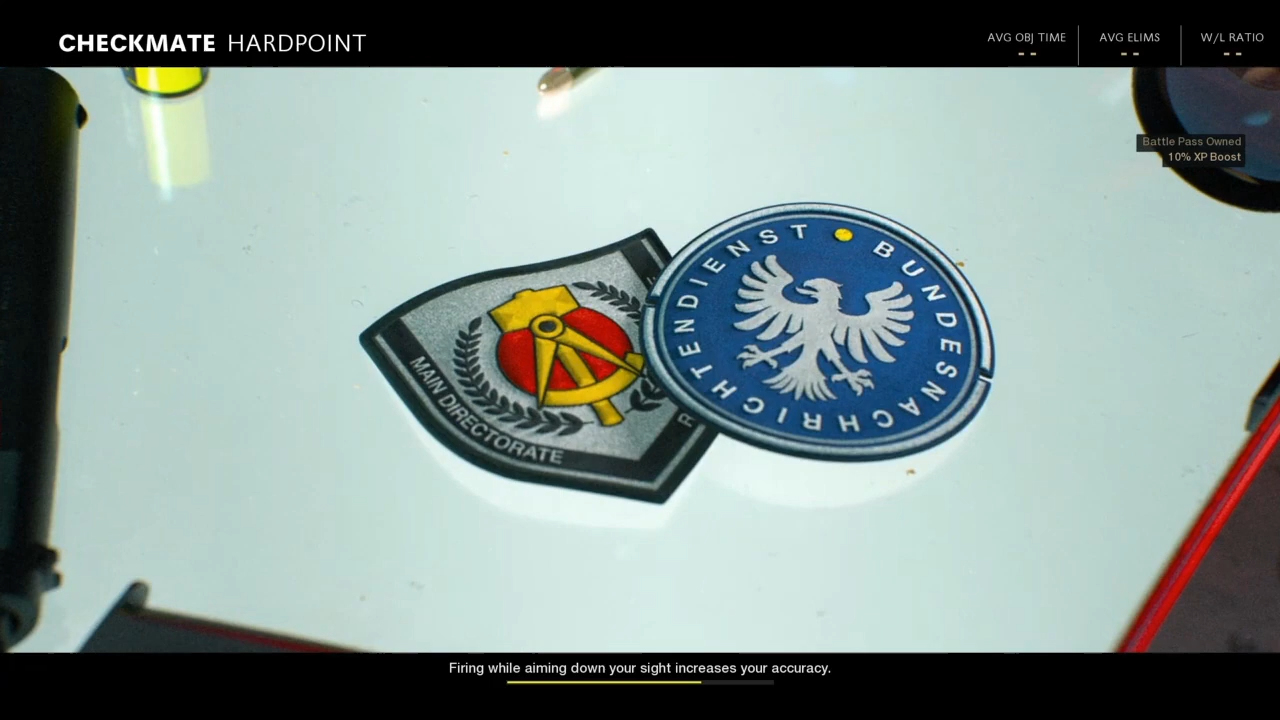 CHECKMATE HARDPOINT
AVG OBJ TIME
--
AVG ELIMS
--
W/L RATIO
--
Battle Pass Owned
10% XP Boost
MAIN DIRECTORATE
R
BUNDESNACHRICHTENDIENST
Firing while aiming down your sight increases your accuracy.